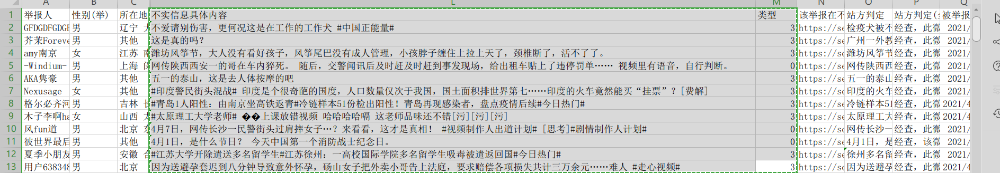 A B C L M N O P Q
1 举报人 性别(举) 所在地 不实信息具体内容 类型 该举报在不 站方判定 站方判定(全 被举报
2 GFDGDFGDGF 男 辽宁 大 不爱请别伤害，更何况这是在工作的工作犬 #中国正能量# 3 https://se 检疫犬被不 经查，此微 2021/
3 芥茉Foreve 男 其他 这是真的吗？ 3 https://se 广州一外教 经查，此微 2021/
4 amy南京 女 江苏 南 潍坊风筝节，大人没有看好孩子，风筝尾巴没有成人管理，小孩脖子缠住上拉上天了，颈椎断了，活不了了。 3 https://se 潍坊风筝节 经查，此微 2021/
5 -Windium- 男 上海 闵 网传陕西西安一的哥在车内猝死。 随后，交警闻讯后及时赶及时赶到事发现场，给出租车贴上了违停罚单…… 视频里有语音，自行判断。 0 https://se 网传陕西西 经查，此微 2021/
6 AKA隽豪 男 其他 五一的泰山，这是去人体按摩的吧 3 https://se 五一的泰山 经查，此微 2021/
7 Nexusage 女 其他 #印度警民街头混战# 印度是个很奇葩的国度，人口数量仅次于我国，国土面积排世界第七……印度的火车竟然能买“挂票”？[费解] 3 https://se 印度的火车 经查，此微 2021/
8 格尔必齐河 男 吉林 长 #青岛1人阳性：由南京坐高铁返青#冷链样本51份检出阳性！青岛再现感染者，盘点疫情后续#今日热门# 3 https://se 冷链样本51 经查，此微 2021/4
9 木子李啊ha 女 山西 太 #太原理工大学老师# ��上课放错视频 哈哈哈哈嗝 这老师品味还不错[污][污][污] 3 https://se 太原理工大 经查，此微 2021/4
10 风fun道 男 北京 东 4月7日，网传长沙一民警街头过肩摔女子…？来看看，这才是真相！ #视频制作人出道计划# [思考]#剧情制作人计划# 0 https://se 网传长沙一 经查，此微 2021/
11 彼世界最后 男 其他 4月1日，是什么节日？ 今天中国第一个消防战士纪念日。 0 https://se 4月1日，是 经查，该微 2021/
12 夏季小朋友 男 安徽 合 #江苏大学开除遣送多名留学生#江苏徐州：一高校国际学院多名留学生吸毒被遣返回国#今日热门# 3 https://se 徐州多名留 经查，此微 2021/
13 用户638348 男 北京 因为送避孕套迟到八分钟导致意外怀孕，砀山女子把外卖小哥告上法庭，要求赔偿各项损失共计三万余元……难人 #走心视频# 3 https://se 因为送避孕 经查，此微 2021/4